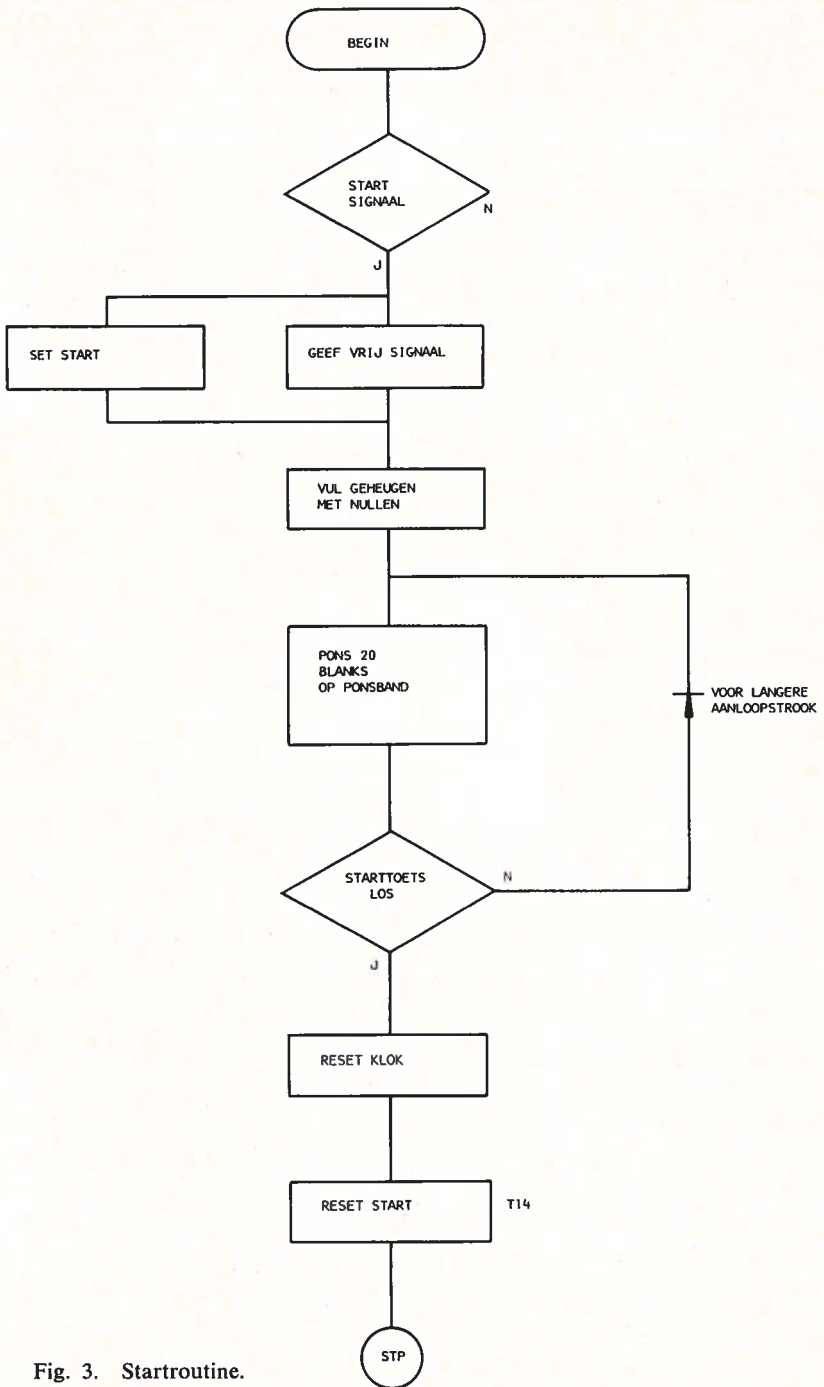 BEGIN
START
SIGNAAL
N
J
SET START
GEEF VRIJ SIGNAAL
VUL GEHEUGEN
MET NULLEN
PONS 20
BLANKS
OP PONSBAND
VOOR LANGERE
AANLOOPSTROOK
STARTTOETS
LOS
N
J
RESET KLOK
RESET START
T14
STP
Fig. 3. Startroutine.